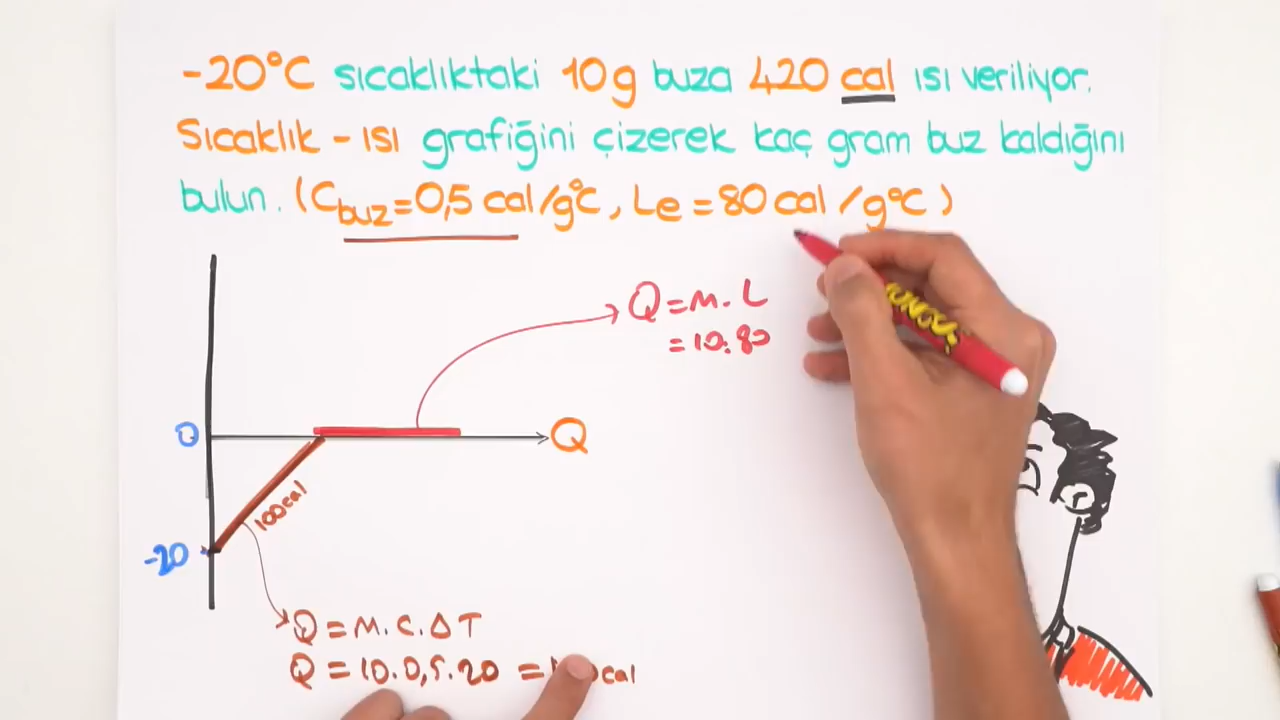 -20°C sıcaklıktaki 10g buza 420 cal ısı veriliyor.
Sıcaklık - ısı grafiğini çizerek kaç gram buz kaldığını
bulun. (Cbuz=0,5 cal/g°C, Le = 80 cal/g°C)
Q = m. L
= 10.80
0
Q
100cal
-20
Q = m. c. Δ T
Q = 10.0,5.20 =
cal